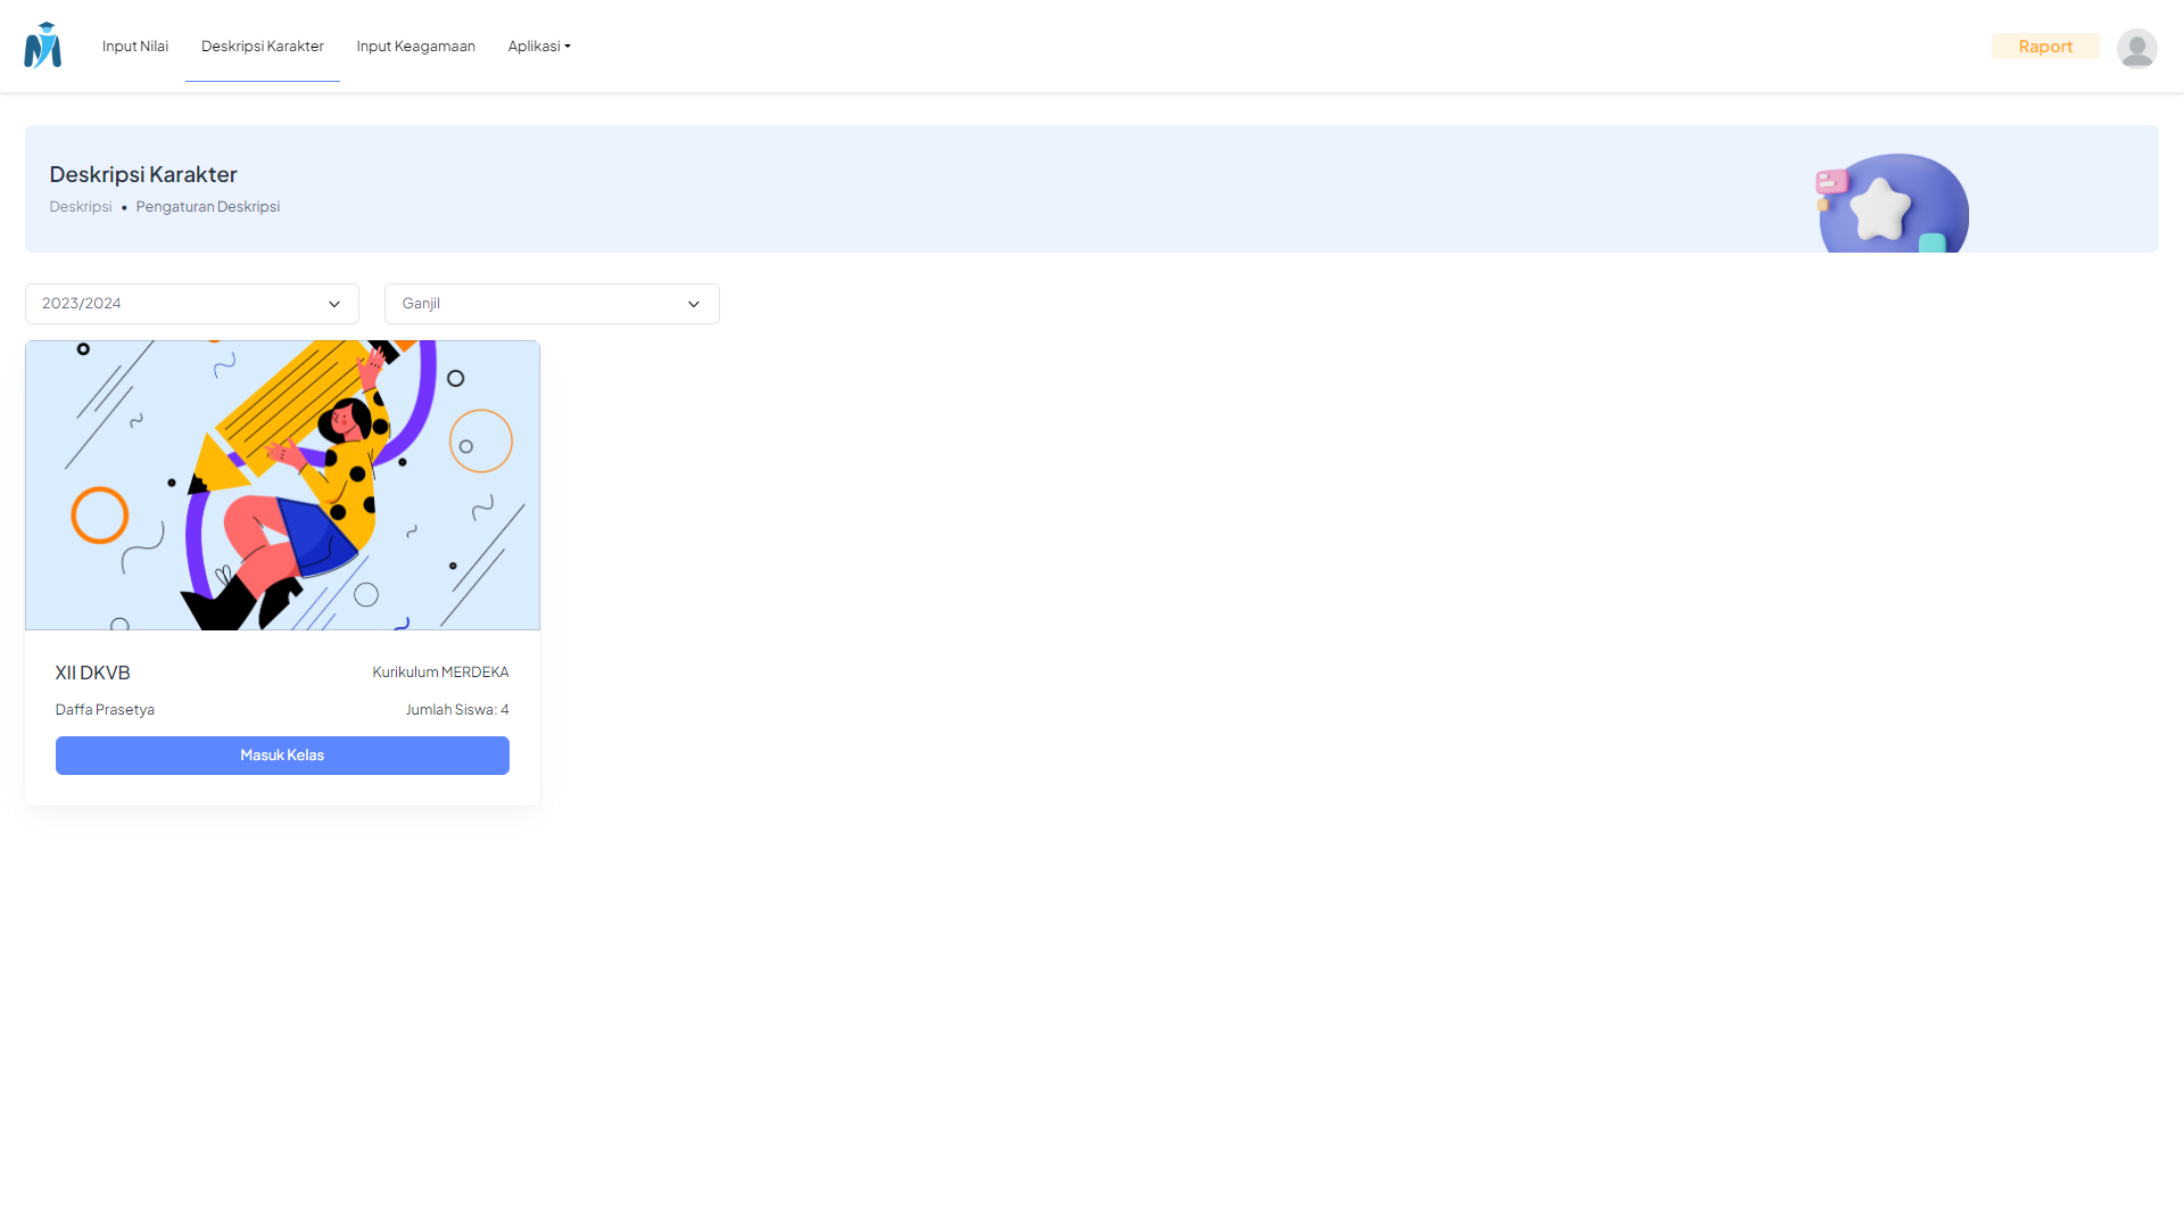 Input Nilai
Deskripsi Karakter
Input Keagamaan
Aplikasi
Raport
Deskripsi Karakter
Deskripsi • Pengaturan Deskripsi
2023/2024
Ganjil
XII DKVB
Kurikulum MERDEKA
Daffa Prasetya
Jumlah Siswa: 4
Masuk Kelas